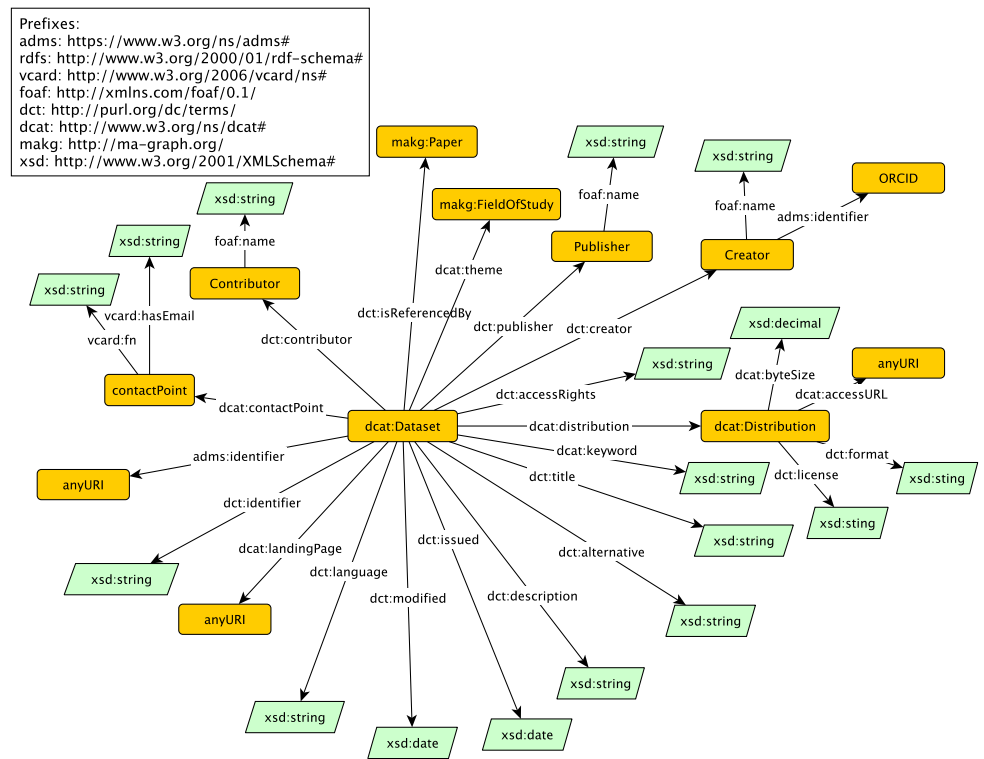 Prefixes:
adms: https://www.w3.org/ns/adms#
rdfs: http://www.w3.org/2000/01/rdf-schema#
vcard: http://www.w3.org/2006/vcard/ns#
foaf: http://xmlns.com/foaf/0.1/
dct: http://purl.org/dc/terms/
dcat: http://www.w3.org/ns/dcat#
makg: http://ma-graph.org/
xsd: http://www.w3.org/2001/XMLSchema#
makg:Paper
xsd:string
xsd:string
ORCID
xsd:string
makg:FieldOfStudy
foaf:name
foaf:name
adms:identifier
xsd:string
foaf:name
Publisher
Creator
dcat:theme
xsd:string
Contributor
vcard:hasEmail
dct:isReferencedBy
dct:publisher
dct:creator
xsd:decimal
vcard:fn
dct:contributor
xsd:string
anyURI
dcat:byteSize
contactPoint
dct:accessRights
dcat:accessURL
dcat:contactPoint
dcat:Dataset
dcat:distribution
dcat:Distribution
dcat:keyword
dct:format
adms:identifier
dct:title
dct:license
xsd:string
xsd:sting
anyURI
dct:identifier
xsd:sting
dct:issued
xsd:string
dcat:landingPage
dct:alternative
dct:language
xsd:string
dct:modified
dct:description
anyURI
xsd:string
xsd:string
xsd:string
xsd:date
xsd:date